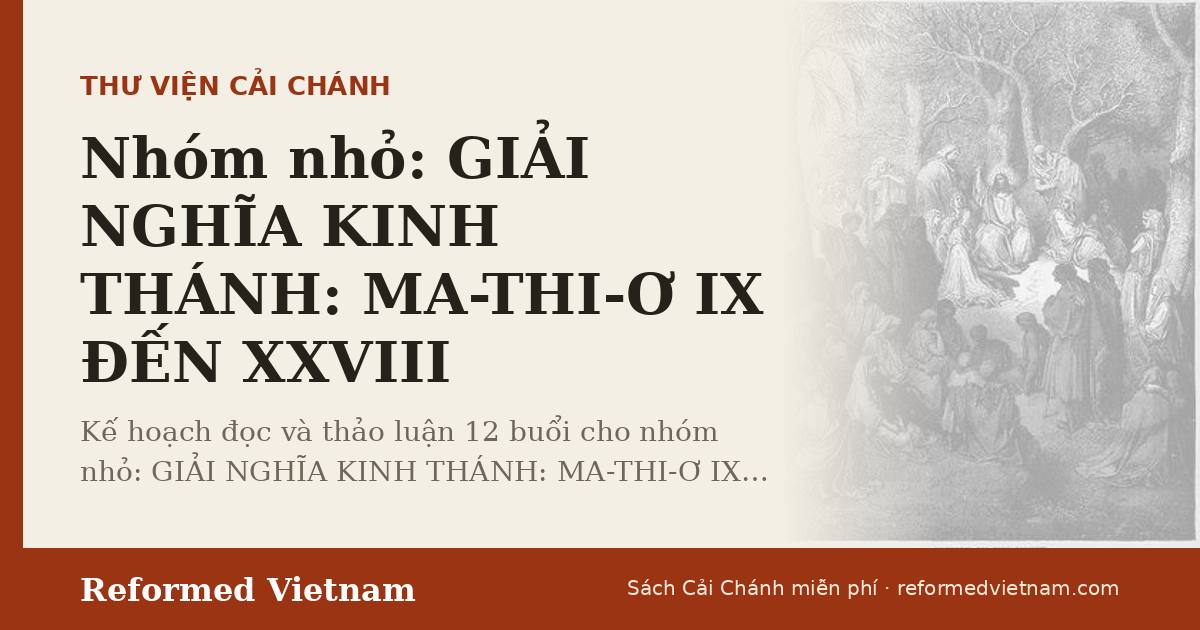 THƯ VIỆN CẢI CHÁNH
Nhóm nhỏ: GIẢI
NGHĨA KINH
THÁNH: MA-THI-Ơ IX
ĐẾN XXVIII
Kế hoạch đọc và thảo luận 12 buổi cho nhóm
nhỏ: GIẢI NGHĨA KINH THÁNH: MA-THI-Ơ IX...
Reformed Vietnam
Sách Cải Chánh miễn phí · reformedvietnam.com